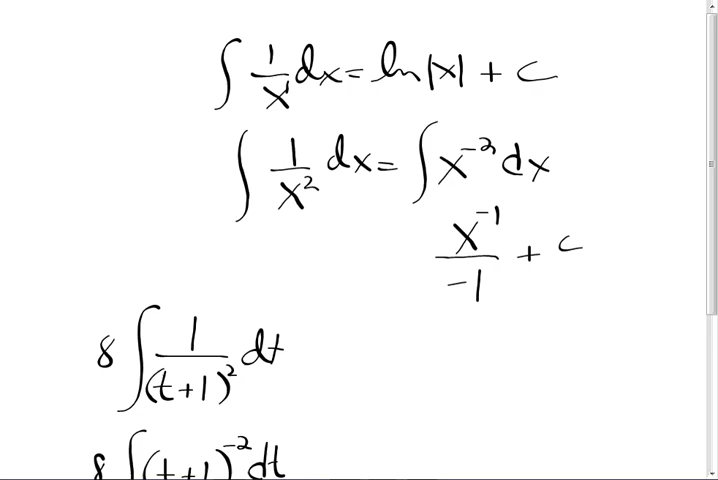 ∫ 1/x¹ dx = ln|x| + c
∫ 1/x² dx = ∫ x⁻² dx
x⁻¹/-1 + c
8 ∫ 1/(t+1)² dt
8 ∫ (t+1)⁻² dt